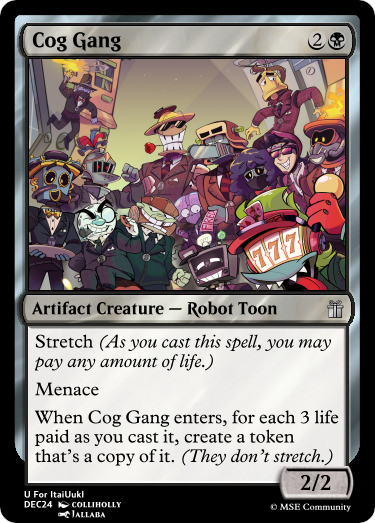 Cog Gang 2
777
Artifact Creature — Robot Toon
Stretch (As you cast this spell, you may
pay any amount of life.)
Menace
When Cog Gang enters, for each 3 life
paid as you cast it, create a token
that's a copy of it. (They don't stretch.)
2/2
U For ItaiUukI
DEC24 COLLIHOLLY
JALLABA
© MSE Community